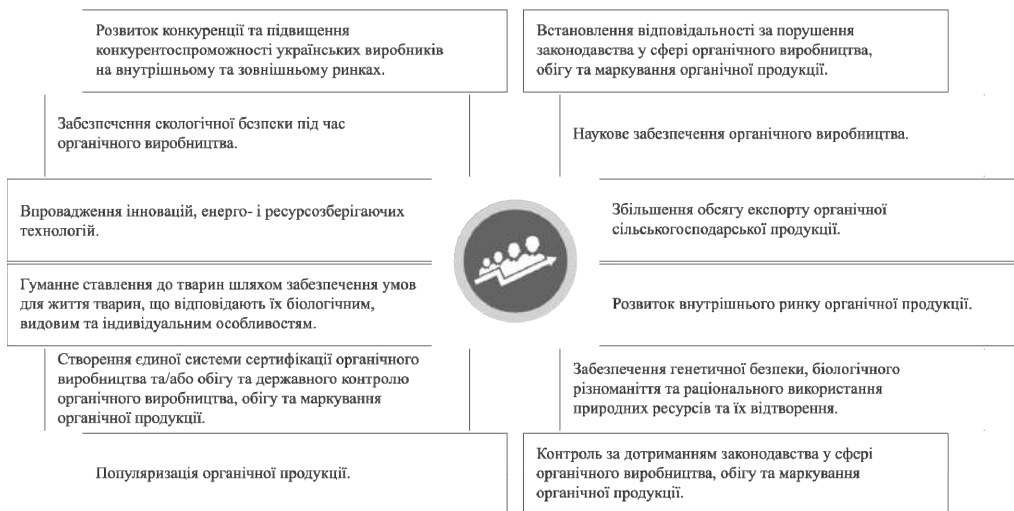 Розвиток конкуренції та підвищення
конкурентоспроможності українських виробників
на внутрішньому та зовнішньому ринках.
Забезпечення екологічної безпеки під час
органічного виробництва.
Впровадження інновацій, енерго- і ресурсозберігаючих
технологій.
Гуманне ставлення до тварин шляхом забезпечення умов
для життя тварин, що відповідають їх біологічним,
видовим та індивідуальним особливостям.
Створення єдиної системи сертифікації органічного
виробництва та/або обігу та державного контролю
органічного виробництва, обігу та маркування
органічної продукції.
Популяризація органічної продукції.
Встановлення відповідальності за порушення
законодавства у сфері органічного виробництва,
обігу та маркування органічної продукції.
Наукове забезпечення органічного виробництва.
Збільшення обсягу експорту органічної
сільськогосподарської продукції.
Розвиток внутрішнього ринку органічної продукції.
Забезпечення генетичної безпеки, біологічного
різноманіття та раціонального використання
природних ресурсів та їх відтворення.
Контроль за дотриманням законодавства у сфері
органічного виробництва, обігу та маркування
органічної продукції.